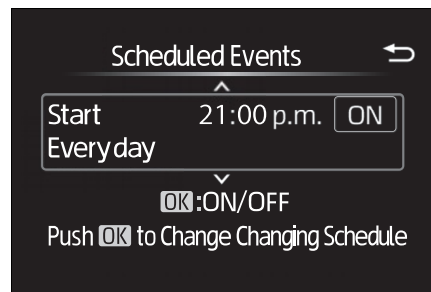 Scheduled Events
Start 21:00 p.m. ON
Everyday
OK:ON/OFF
Push OK to Change Changing Schedule